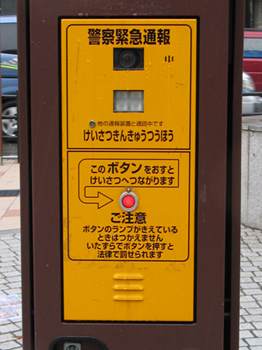 警察緊急通報
他の通報装置と通話中です
けいさつきんきゅうつうほう
このボタンをおすと
けいさつへつながります
ご注意
ボタンのランプがきえている
ときはつかえません
いたずらでボタンを押すと
法律で罰せられます